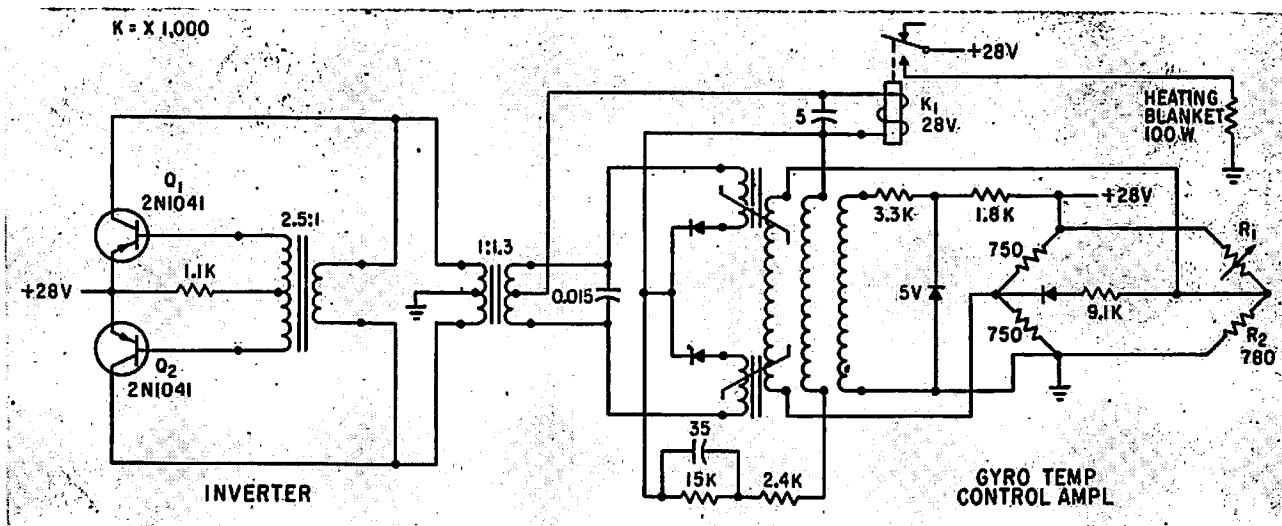 K = X 1,000
+28V
K1
28V
5
HEATING
BLANKET
100 W
Q1
2N1041
2.5:1
1:1.3
1.1K
+28V
0.015
3.3K
1.8K
+28V
R1
750
5V
9.1K
750
R2
780
Q2
2N1041
35
15K
2.4K
INVERTER
GYRO TEMP
CONTROL AMPL